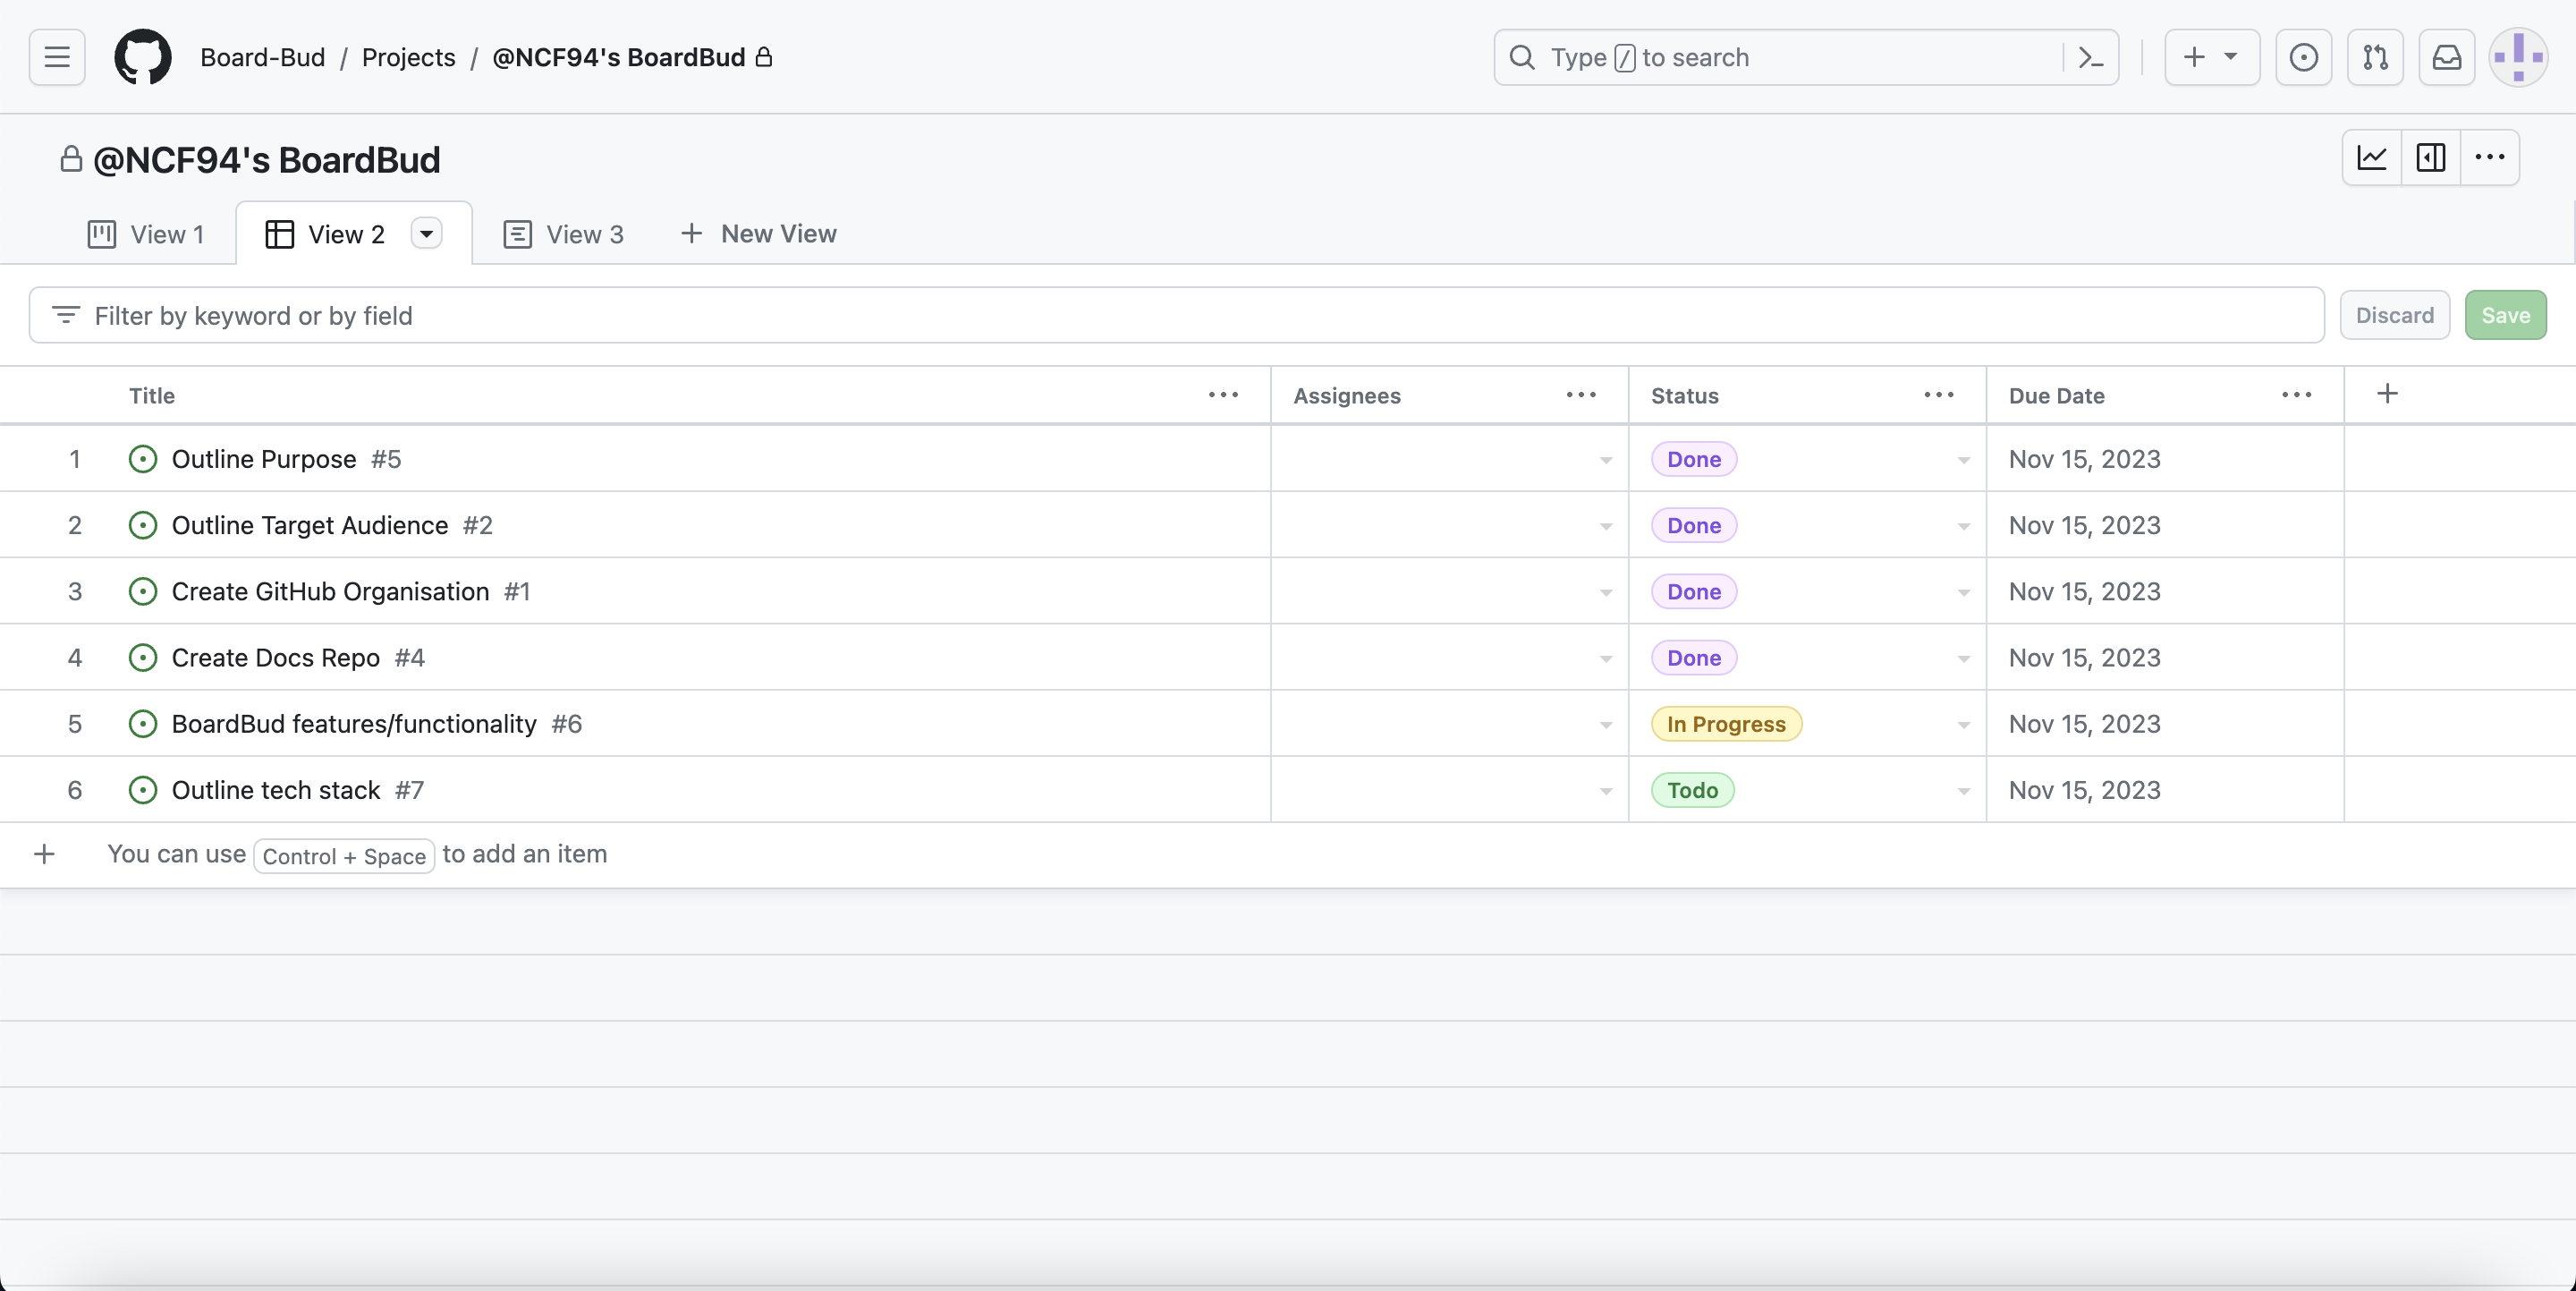 Board-Bud / Projects / @NCF94's BoardBud
Type / to search
@NCF94's BoardBud
View 1
View 2
View 3
New View
Filter by keyword or by field
Discard
Save
Title Assignees Status Due Date
1 Outline Purpose #5 Done Nov 15, 2023
2 Outline Target Audience #2 Done Nov 15, 2023
3 Create GitHub Organisation #1 Done Nov 15, 2023
4 Create Docs Repo #4 Done Nov 15, 2023
5 BoardBud features/functionality #6 In Progress Nov 15, 2023
6 Outline tech stack #7 Todo Nov 15, 2023
You can use Control + Space to add an item